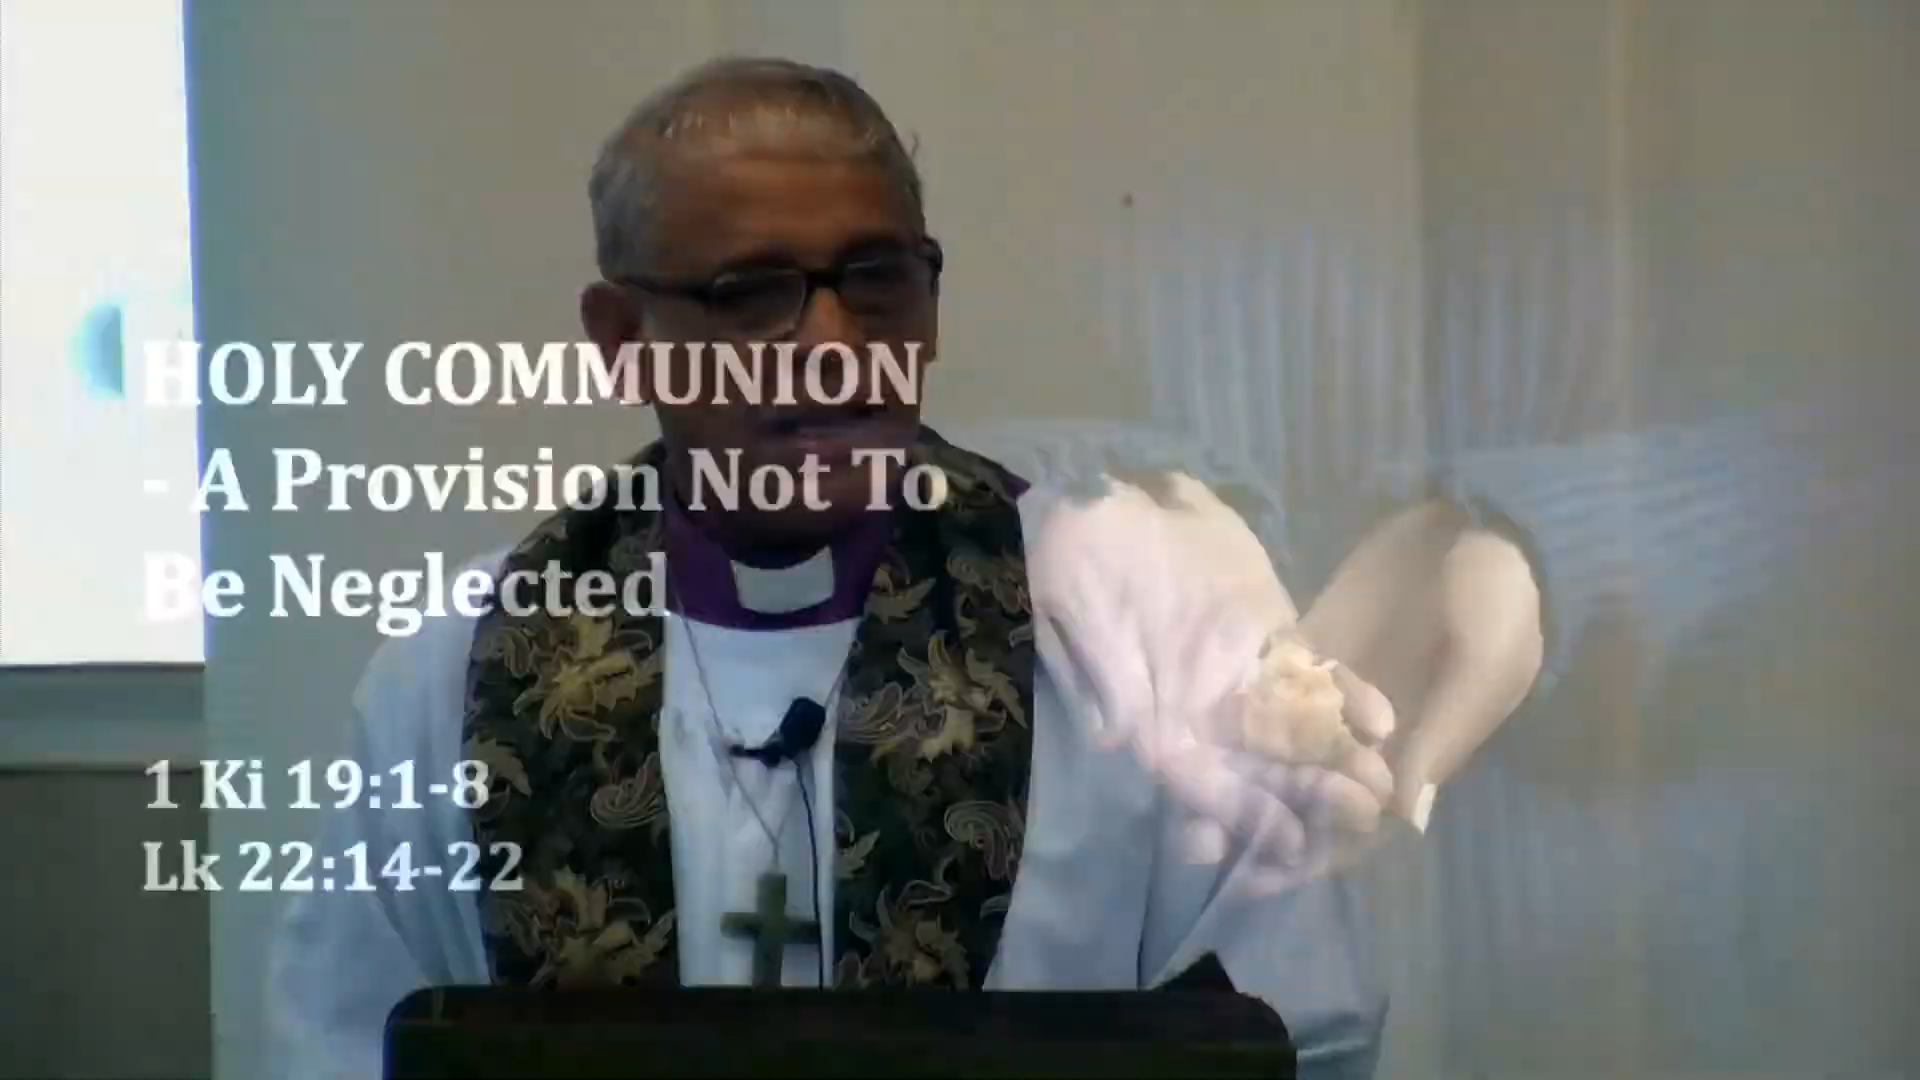 HOLY COMMUNION
- A Provision Not To
Be Neglected
1 Ki 19:1-8
Lk 22:14-22